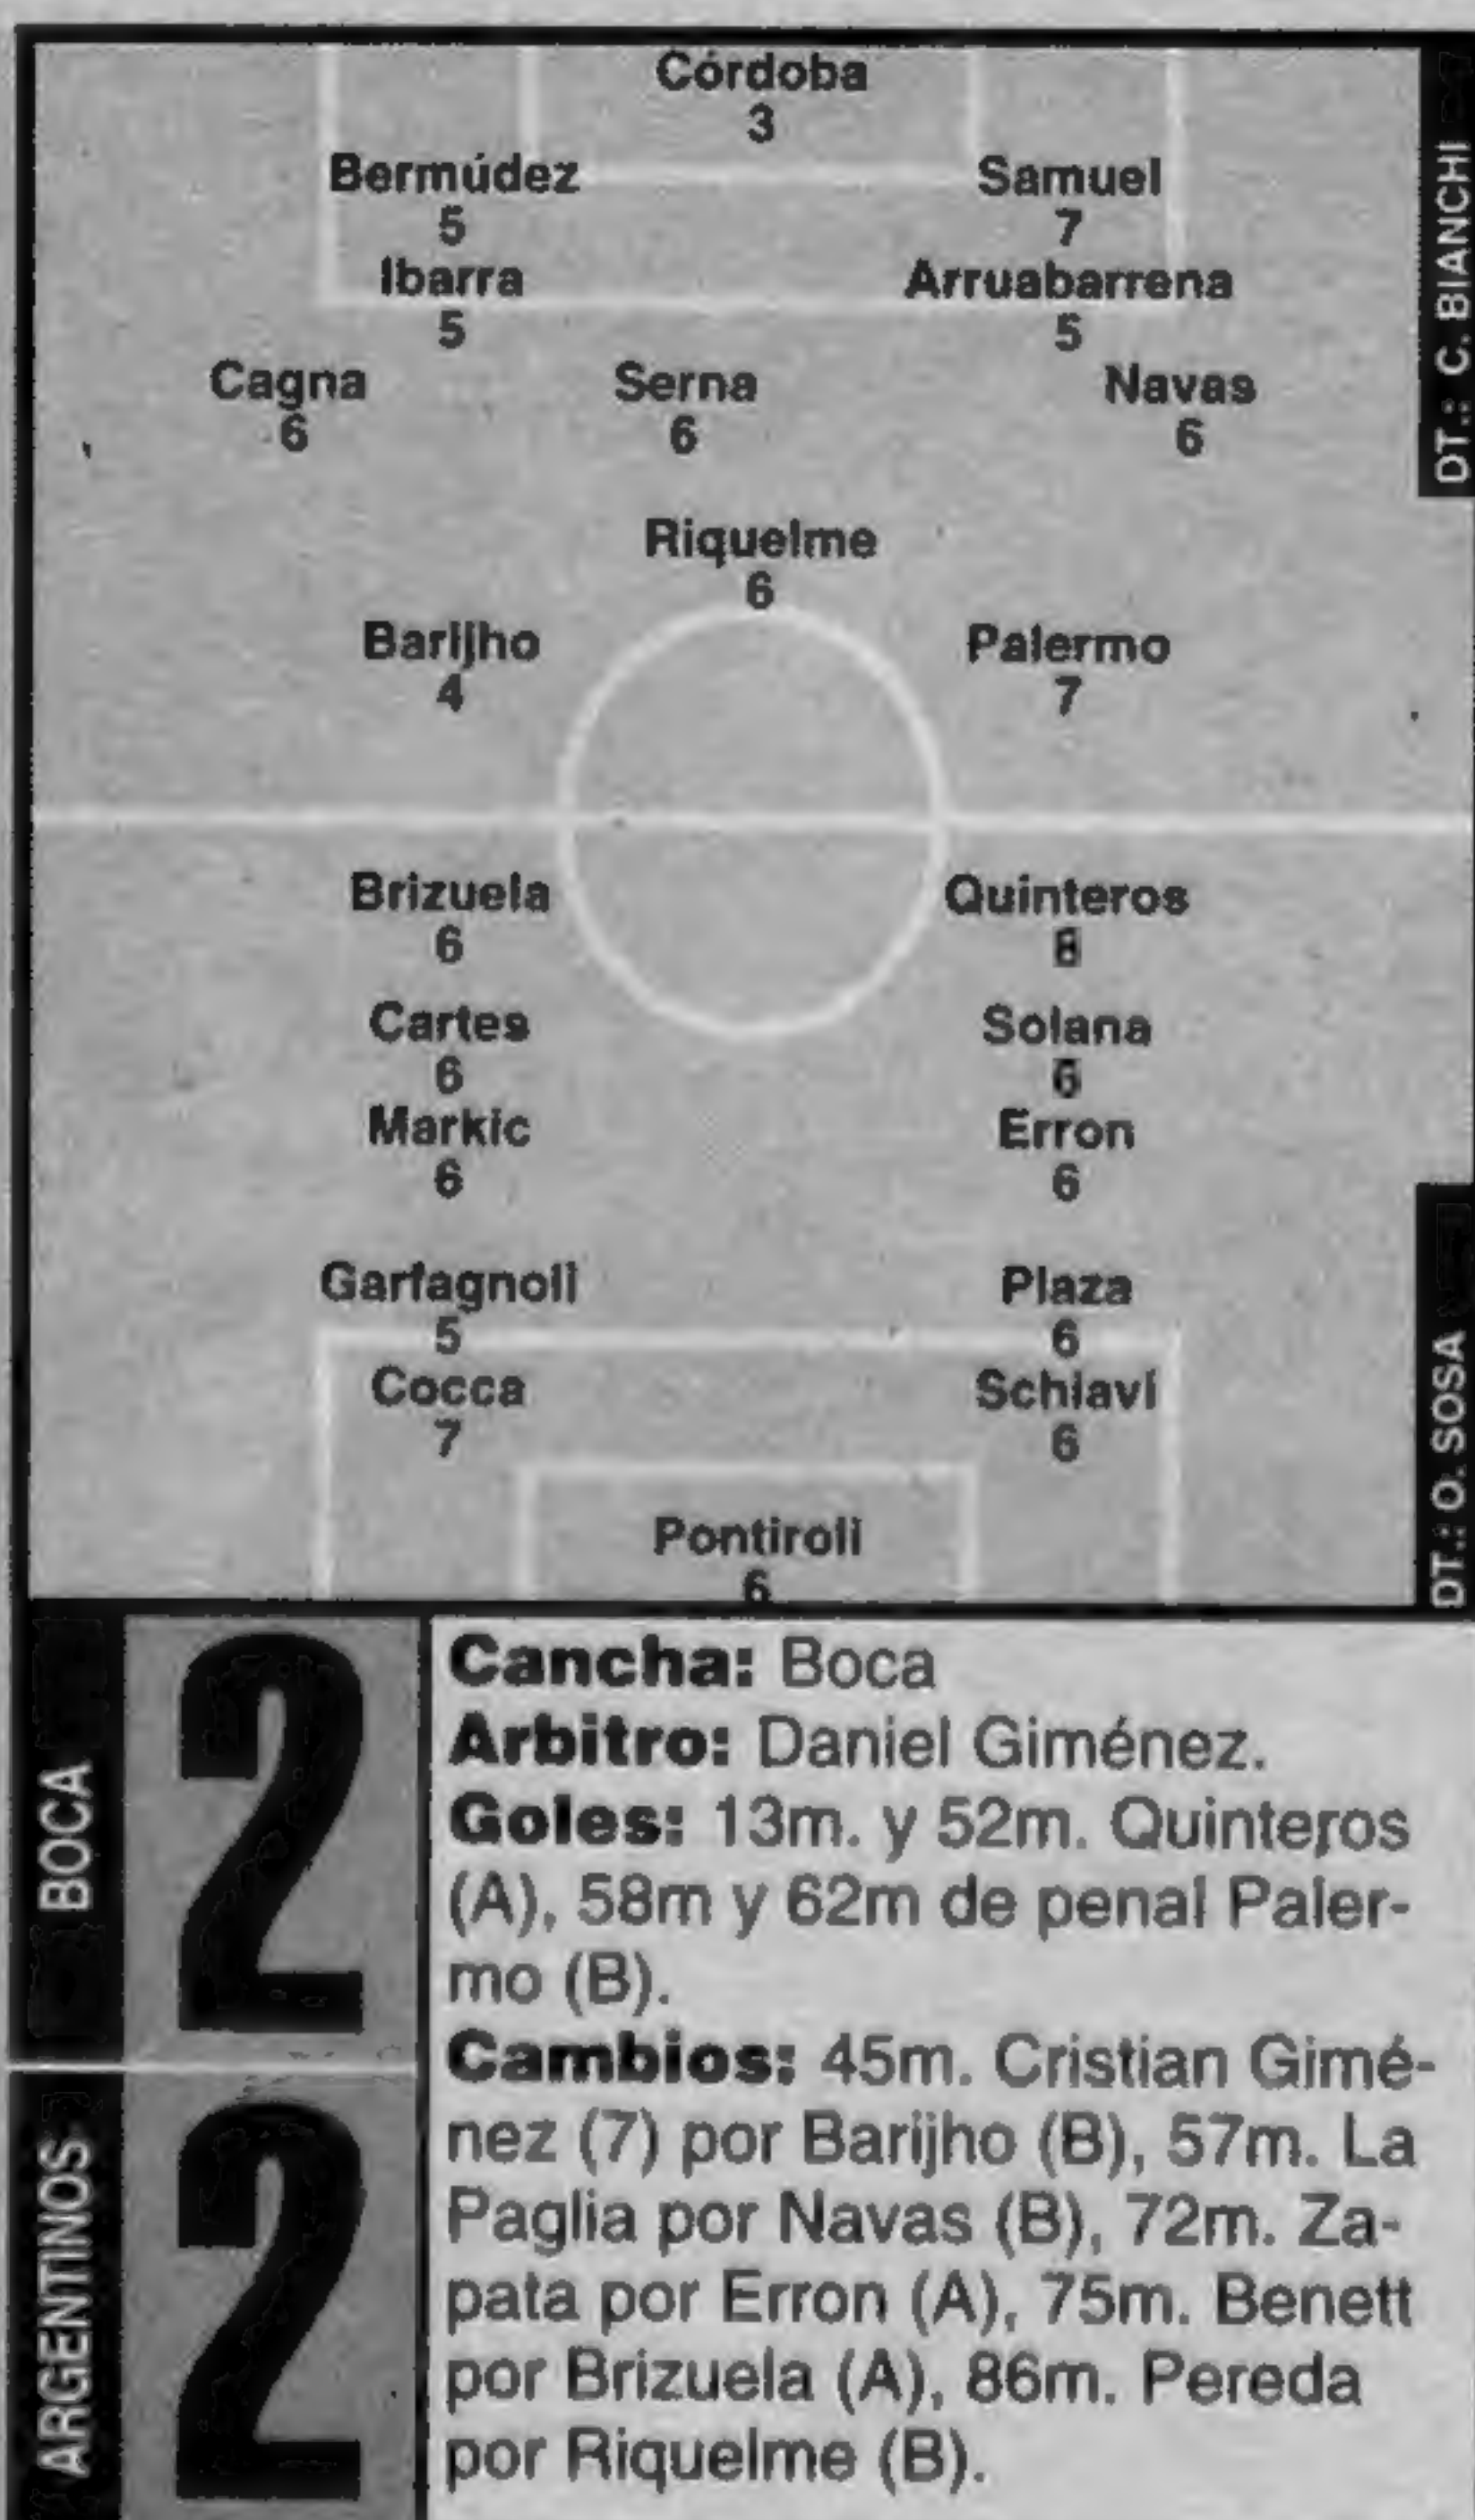 Córdoba
3
Bermúdez
5
Samuel
7
Ibarra
5
Arruabarrena
5
Cagna
6
Serna
6
Navas
6
Riquelme
6
Barijho
4
Palermo
7
DT.: C. BIANCHI
Brizuela
6
Quinteros
8
Cartes
6
Solana
6
Markic
6
Erron
6
Garfagnoli
5
Plaza
6
Cocca
7
Schiavi
6
Pontiroli
6
DT.: O. SOSA
BOCA
2
ARGENTINOS
2
Cancha: Boca
Arbitro: Daniel Giménez.
Goles: 13m. y 52m. Quinteros
(A), 58m y 62m de penal Paler-
mo (B).
Cambios: 45m. Cristian Gimé-
nez (7) por Barijho (B), 57m. La
Paglia por Navas (B), 72m. Za-
pata por Erron (A), 75m. Benett
por Brizuela (A), 86m. Pereda
por Riquelme (B).